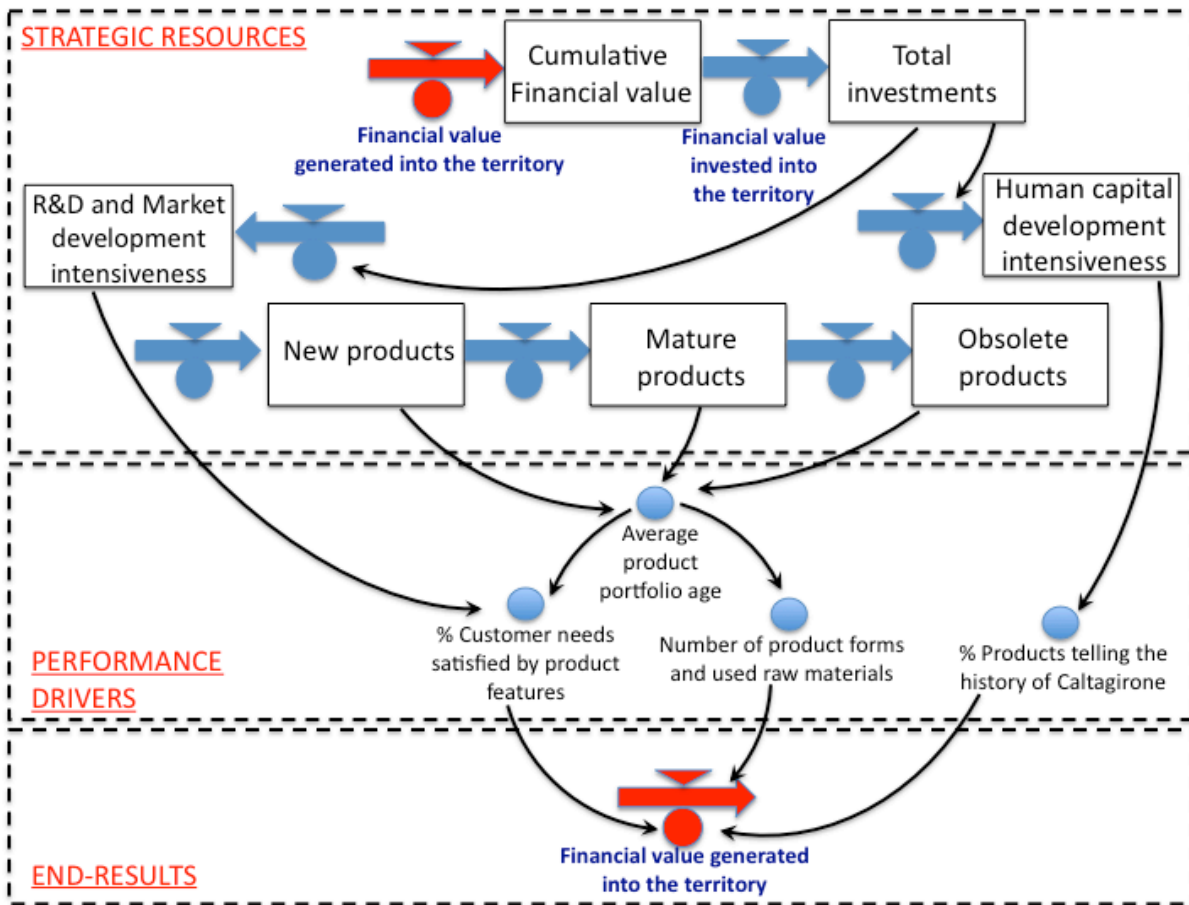 STRATEGIC RESOURCES
Cumulative
Financial value
Total
investments
Financial value
generated into the territory
Financial value
invested into
the territory
R&D and Market
development
intensiveness
Human capital
development
intensiveness
New products
Mature
products
Obsolete
products
Average
product
portfolio age
% Customer needs
satisfied by product
features
Number of product forms
and used raw materials
% Products telling the
history of Caltagirone
PERFORMANCE
DRIVERS
Financial value generated
into the territory
END-RESULTS